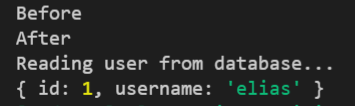 Before
After
Reading user from database...
{ id: 1, username: 'elias' }